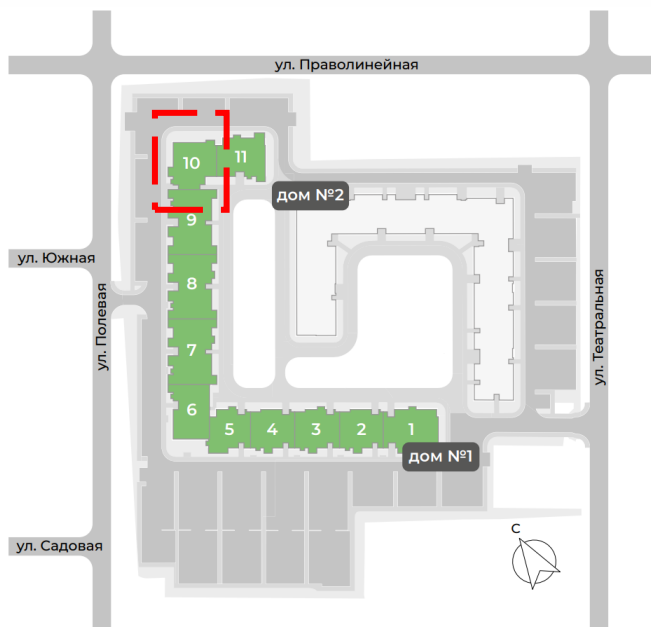 ул. Праволинейная
10
11
дом №2
9
ул. Южная
8
ул. Полевая
ул. Театральная
7
6
5
4
3
2
1
дом №1
С
ул. Садовая